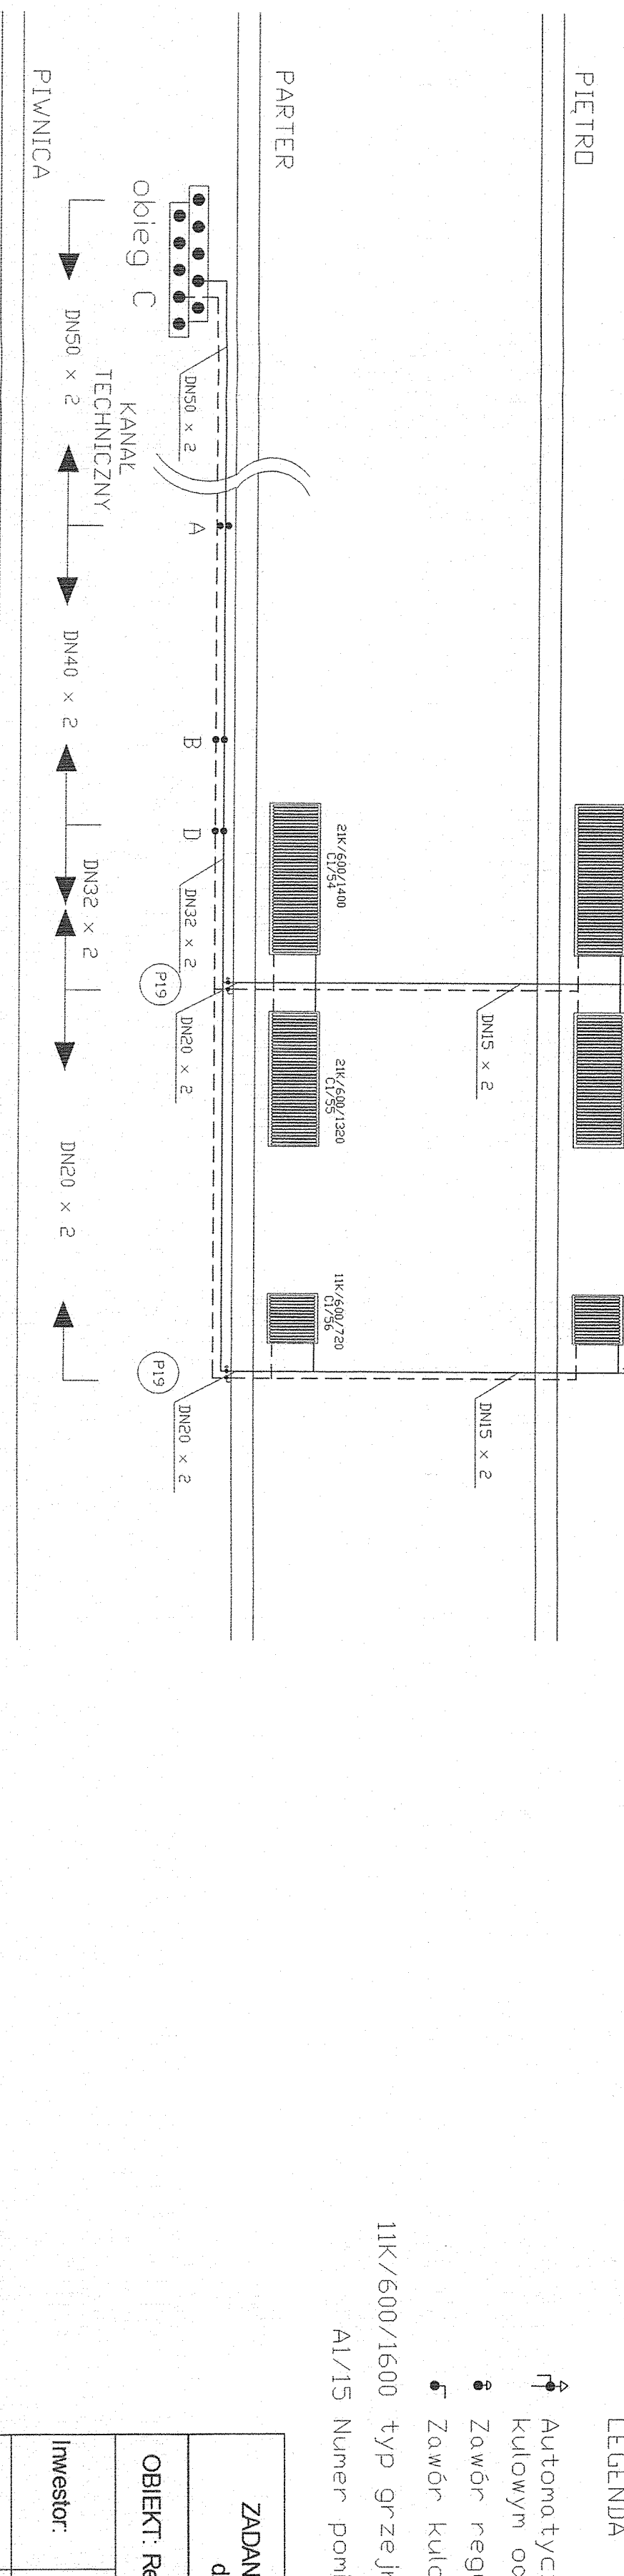 PIĘTRO
PARTER
PIWNICA
obieg C
DN50 x 2
KANAŁ
TECHNICZNY
DN50 x 2
A
DN40 x 2
B
D
DN32 x 2
DN32 x 2
21K/600/1400
C1/54
P19
DN20 x 2
DN15 x 2
21K/600/1320
C1/55
DN20 x 2
11K/600/720
C1/56
P19
DN20 x 2
DN15 x 2
LEGENDA
Automatyc
kulowym od
Zawór regu
Zawór kulo
11K/600/1600 typ grzejn
A1/15 Numer pomi
ZADAN
d
OBIEKT: Re
Inwestor: